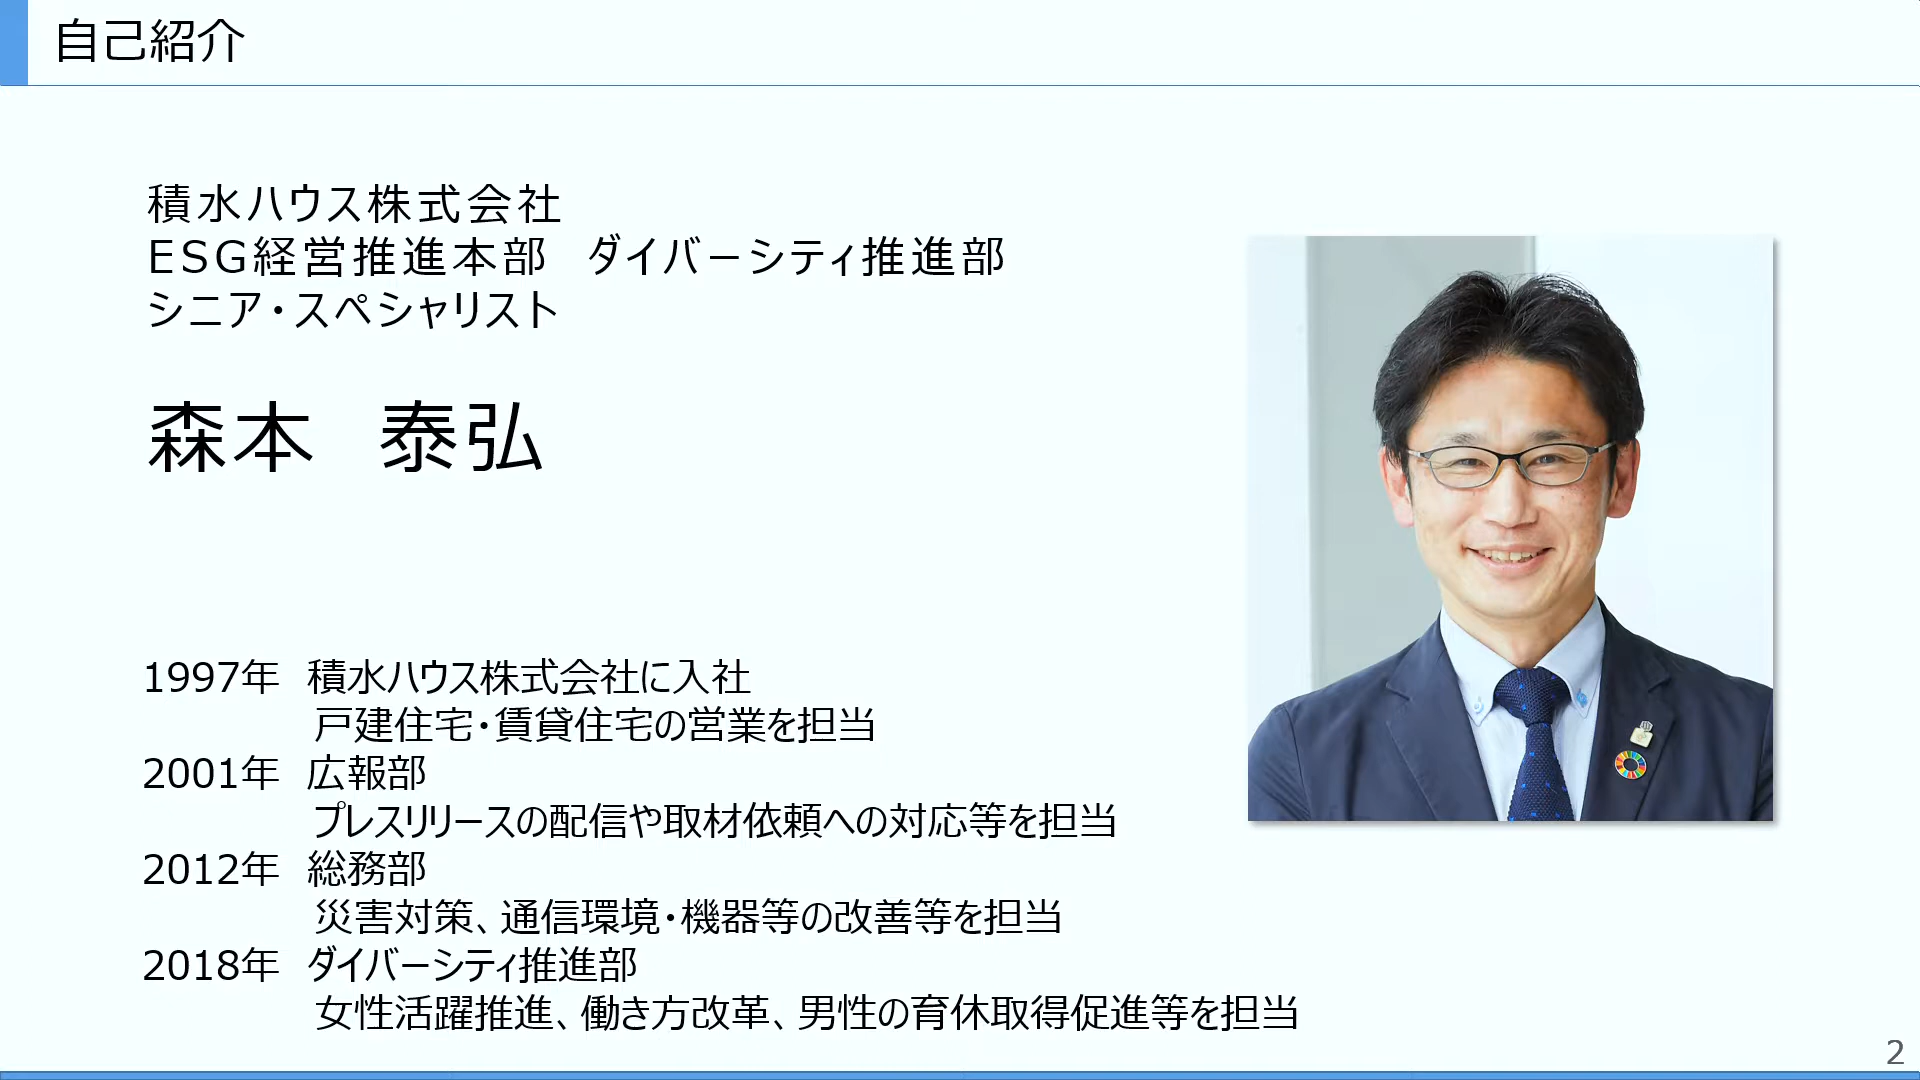 自己紹介
積水ハウス株式会社
ESG経営推進本部　ダイバーシティ推進部
シニア・スペシャリスト
森本　泰弘
1997年　積水ハウス株式会社に入社
戸建住宅・賃貸住宅の営業を担当
2001年　広報部
プレスリリースの配信や取材依頼への対応等を担当
2012年　総務部
災害対策、通信環境・機器等の改善等を担当
2018年　ダイバーシティ推進部
女性活躍推進、働き方改革、男性の育休取得促進等を担当
2